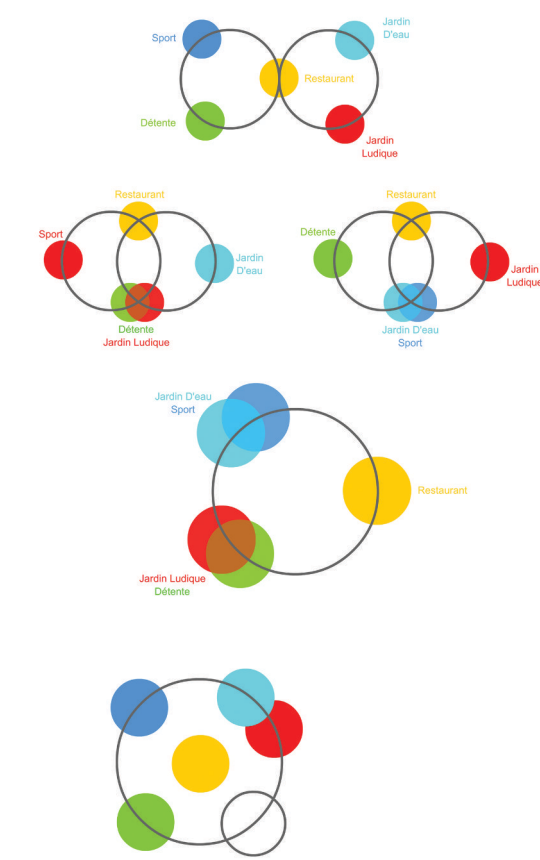 Jardin
D'eau
Sport
Restaurant
Détente
Jardin
Ludique
Restaurant
Sport
Jardin
D'eau
Détente
Jardin Ludique
Restaurant
Détente
Jardin
Ludique
Jardin D'eau
Sport
Jardin D'eau
Sport
Restaurant
Jardin Ludique
Détente